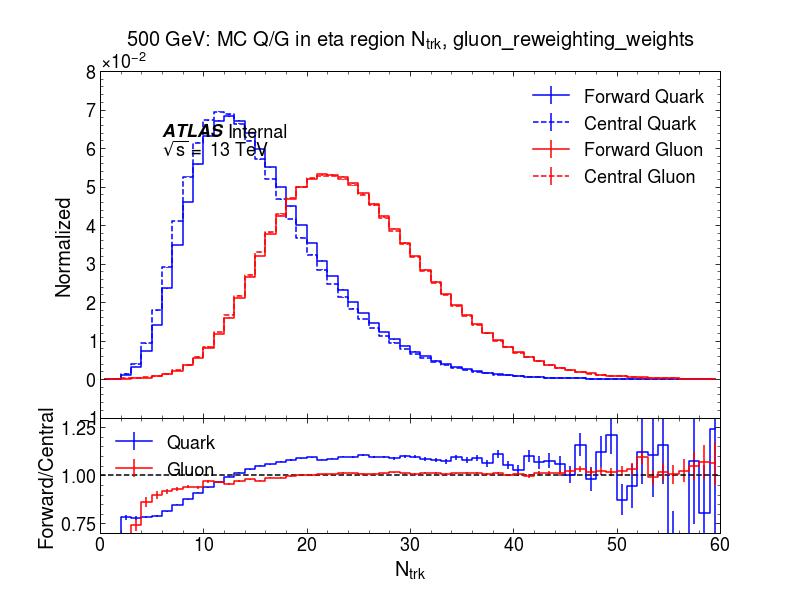 500 GeV: MC Q/G in eta region Ntrk, gluon_reweighting_weights
×10−2
8
7
6
5
4
3
2
1
0
−1
Normalized
ATLAS Internal
√s = 13 TeV
Forward Quark
Central Quark
Forward Gluon
Central Gluon
Forward/Central
1.25
1.00
0.75
Quark
Gluon
0 10 20 30 40 50 60
Ntrk